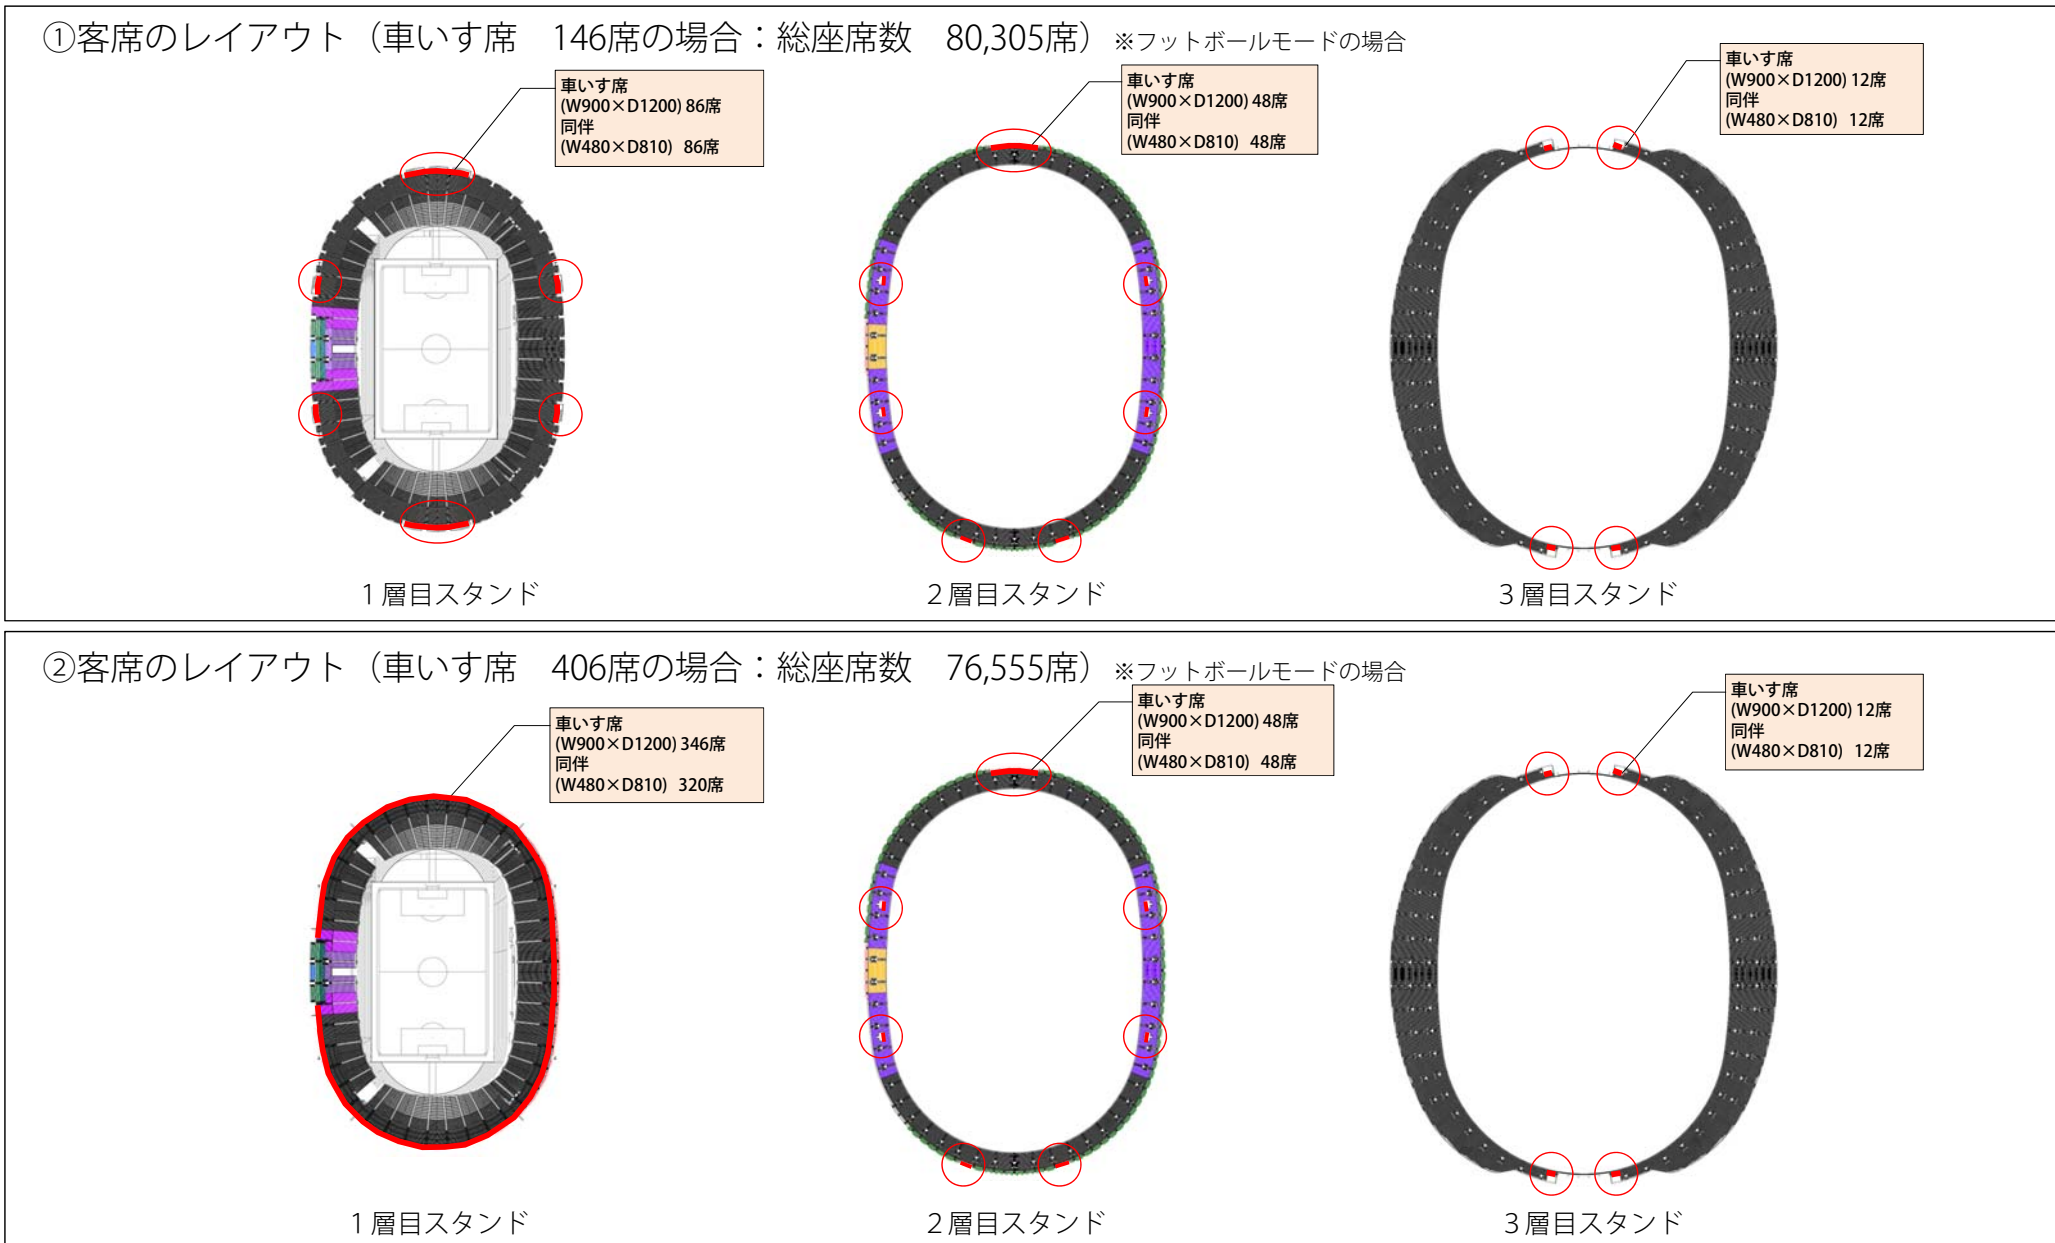 ①客席のレイアウト（車いす席　146席の場合：総座席数　80,305席）※フットボールモードの場合
車いす席
(W900×D1200) 86席
同伴
(W480×D810) 86席
車いす席
(W900×D1200) 48席
同伴
(W480×D810) 48席
車いす席
(W900×D1200) 12席
同伴
(W480×D810) 12席
1層目スタンド
2層目スタンド
3層目スタンド
②客席のレイアウト（車いす席　406席の場合：総座席数　76,555席）※フットボールモードの場合
車いす席
(W900×D1200) 346席
同伴
(W480×D810) 320席
車いす席
(W900×D1200) 48席
同伴
(W480×D810) 48席
車いす席
(W900×D1200) 12席
同伴
(W480×D810) 12席
1層目スタンド
2層目スタンド
3層目スタンド